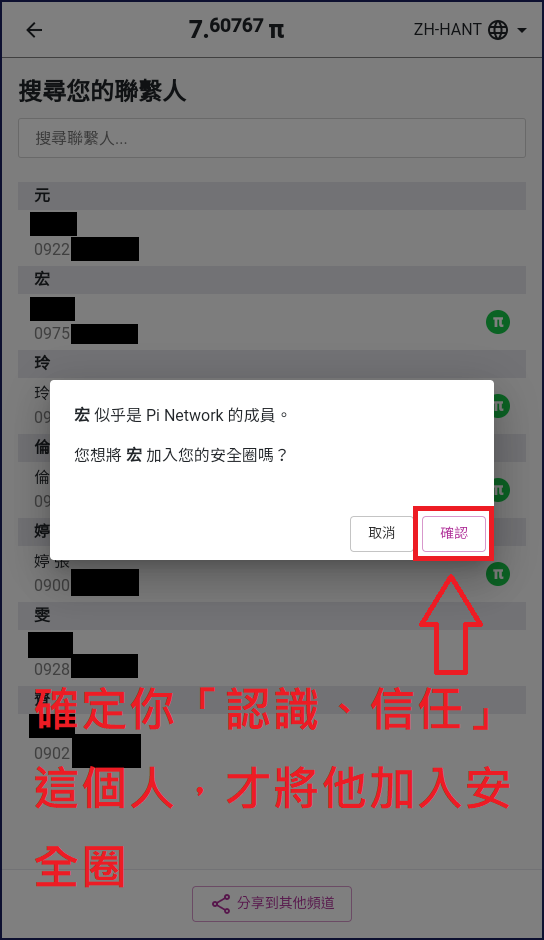 7.60767 π
ZH-HANT
搜尋您的聯繫人
搜尋聯繫人...
元
0922
宏
0975
π
玲
玲
09
π
宏 似乎是 Pi Network 的成員。
您想將 宏 加入您的安全圈嗎？
取消
確認
倫
倫
09
π
婷
婷 張
0900
π
雯
0928
齊
0902
確定你「認識、信任」
這個人，才將他加入安
全圈
分享到其他頻道